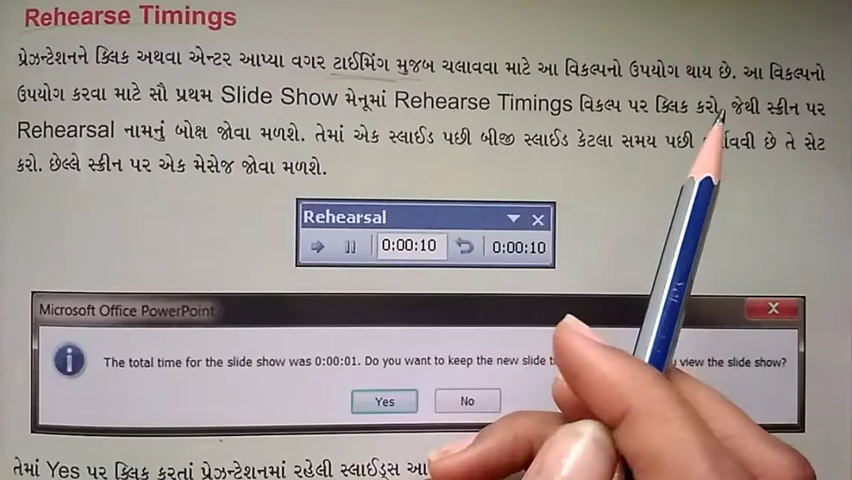 Rehearse Timings
પ્રેઝન્ટેશનને ક્લિક અથવા એન્ટર આપ્યા વગર ટાઈમિંગ મુજબ ચલાવવા માટે આ વિકલ્પનો ઉપયોગ થાય છે. આ વિકલ્પનો
ઉપયોગ કરવા માટે સૌ પ્રથમ Slide Show મેનૂમાં Rehearse Timings વિકલ્પ પર ક્લિક કરો, જેથી સ્ક્રીન પર
Rehearsal નામનું બોક્ષ જોવા મળશે. તેમાં એક સ્લાઈડ પછી બીજી સ્લાઈડ કેટલા સમય પછી છે તે સેટ
કરો. છેલ્લે સ્ક્રીન પર એક મેસેજ જોવા મળશે.
Rehearsal
0:00:10 0:00:10
Microsoft Office PowerPoint
The total time for the slide show was 0:00:01. Do you want to keep the new slide view the slide show?
Yes No
તેમાં Yes પર ક્લિક કરતાં પ્રેઝન્ટેશનમાં રહેલી સ્લાઈડ્સ